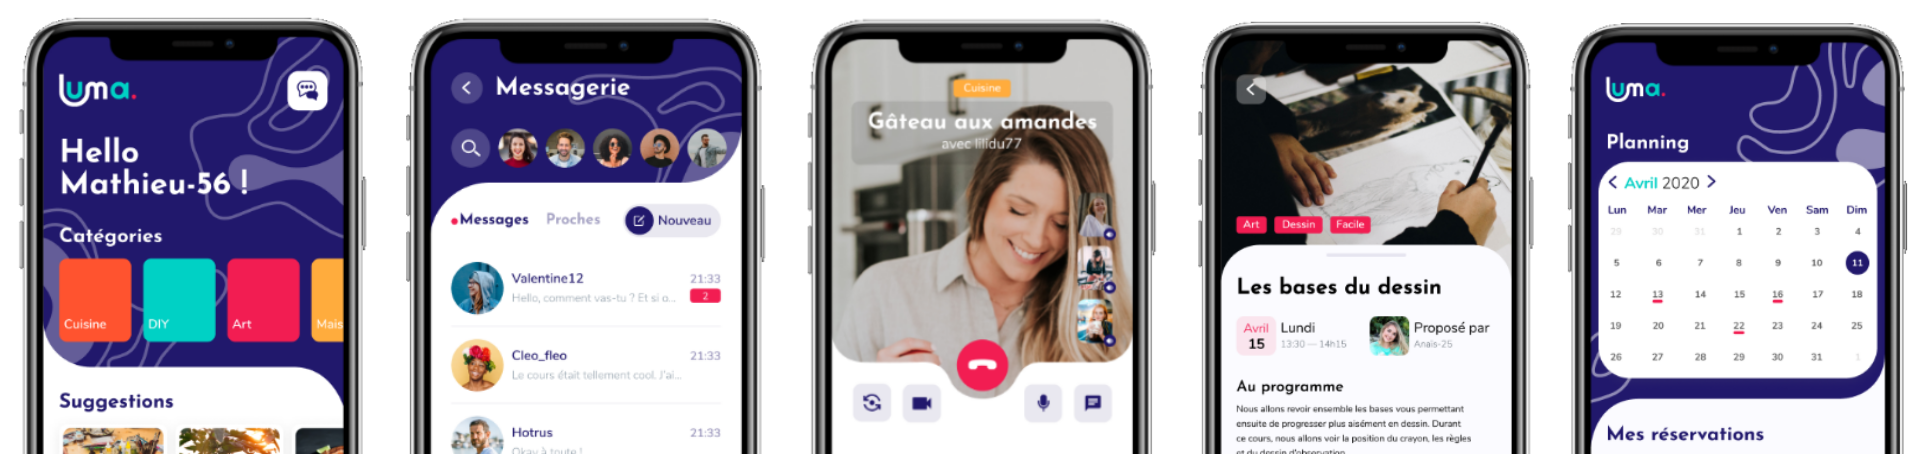 luma.
Hello
Mathieu-56 !
Catégories
Cuisine
DIY
Art
Mais
Suggestions
Messagerie
Messages
Proches
Nouveau
Valentine12
21:33
Hello, comment vas-tu ? Et si o...
2
Cleo_fleo
21:33
Le cours était tellement cool. J'ai...
Hotrus
21:33
Okay à toute !
Cuisine
Gâteau aux amandes
avec lilidu77
Art
Dessin
Facile
Les bases du dessin
Avril
15
Lundi
13:30 — 14h15
Proposé par
Anais-25
Au programme
Nous allons revoir ensemble les bases vous permettant
ensuite de progresser plus aisément en dessin. Durant
ce cours, nous allons voir la position du crayon, les règles
et du dessin d'observation
luma.
Planning
< Avril 2020 >
Lun Mar Mer Jeu Ven Sam Dim
29 30 31 1 2 3 4
5 6 7 8 9 10 11
12 13 14 15 16 17 18
19 20 21 22 23 24 25
26 27 28 29 30 31 1
Mes réservations